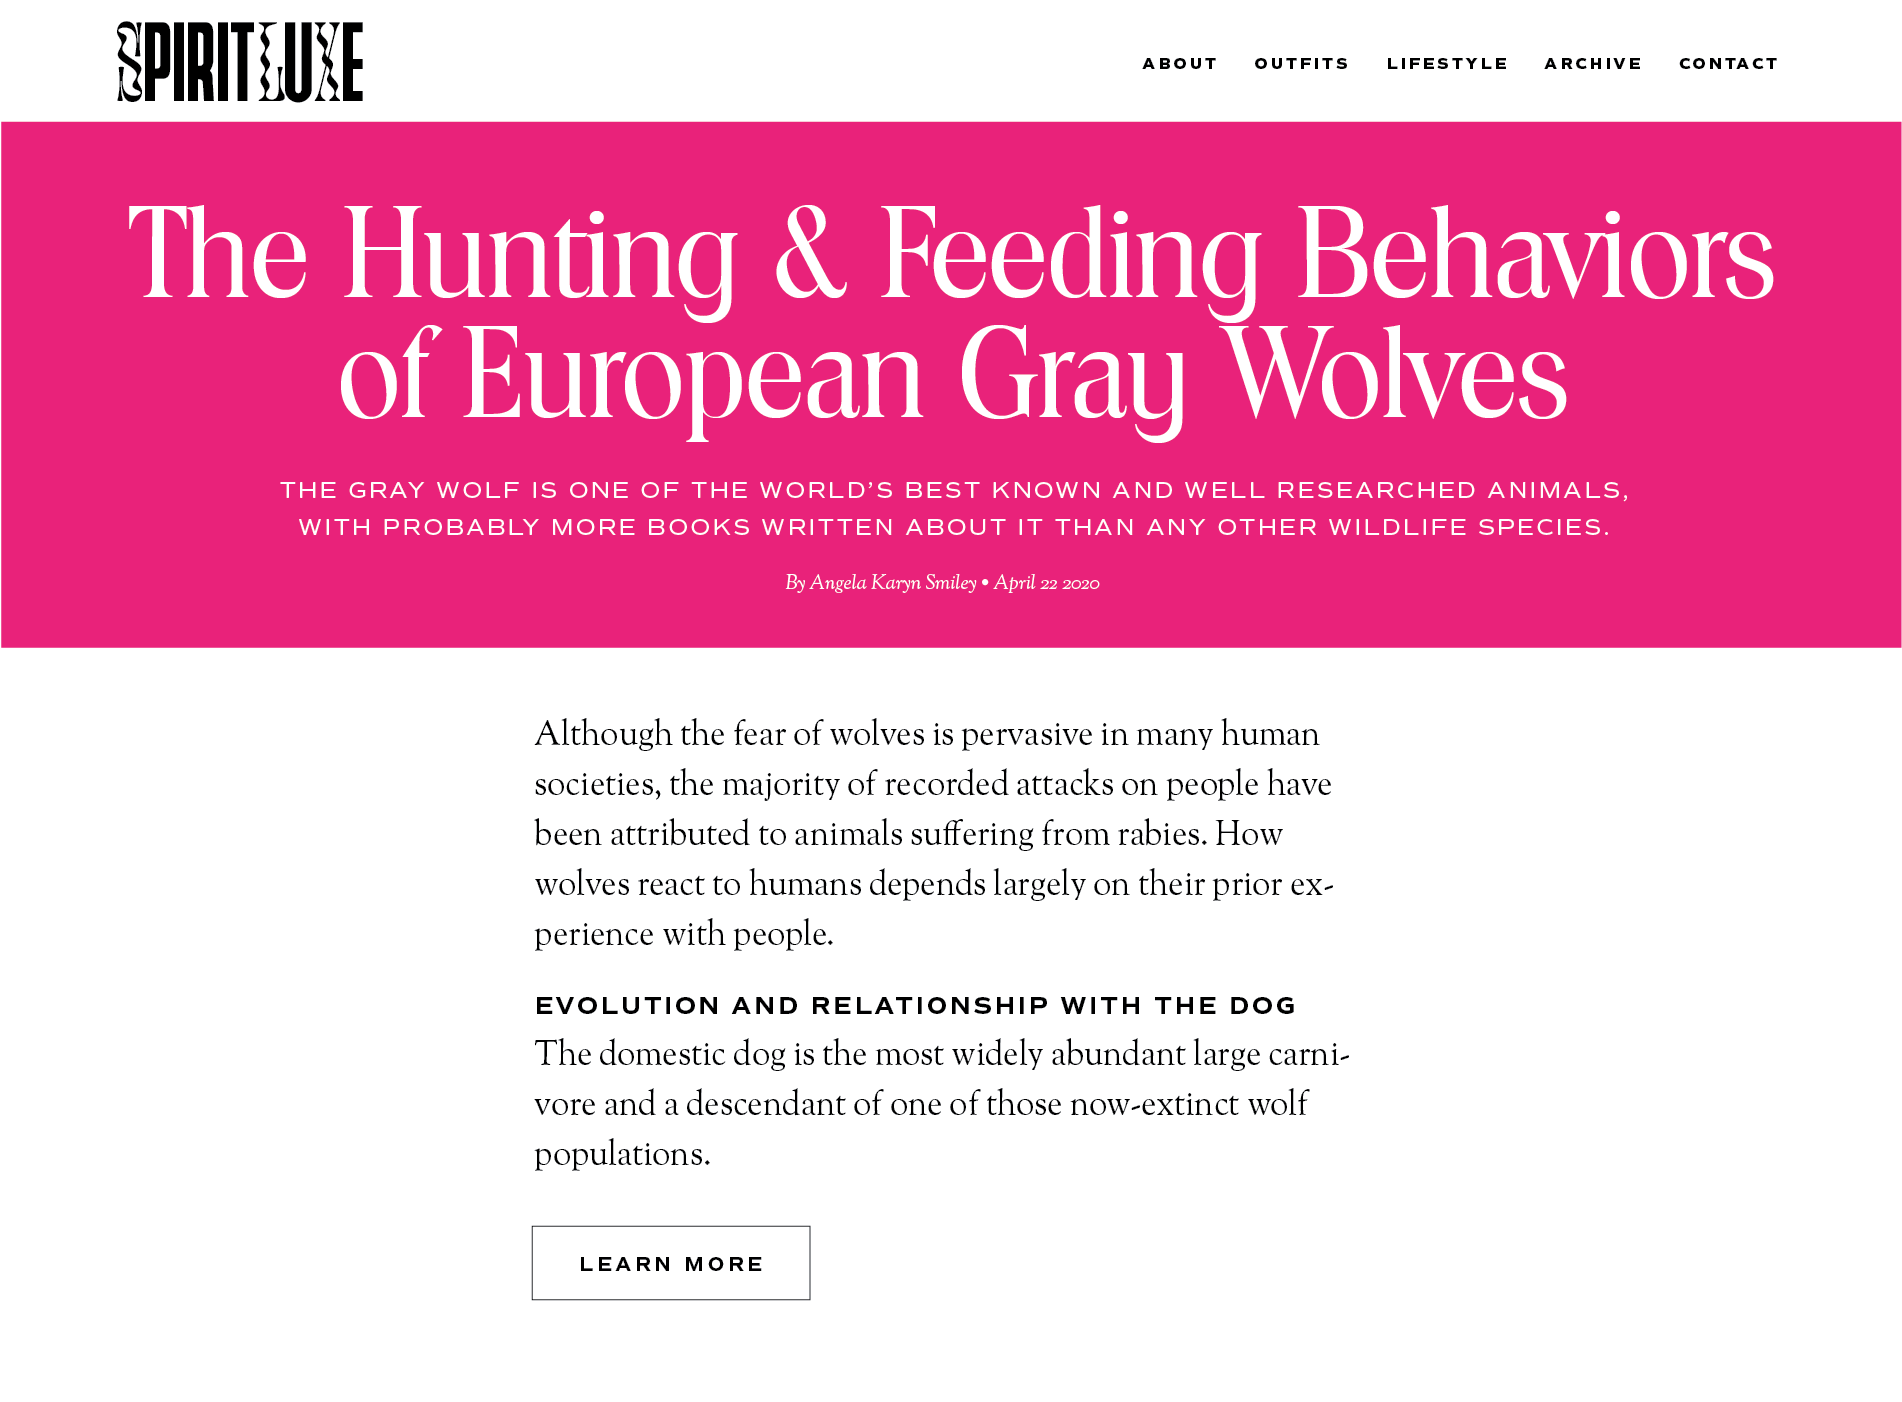 SPIRITLUXE
ABOUT OUTFITS LIFESTYLE ARCHIVE CONTACT
The Hunting & Feeding Behaviors
of European Gray Wolves
THE GRAY WOLF IS ONE OF THE WORLD’S BEST KNOWN AND WELL RESEARCHED ANIMALS,
WITH PROBABLY MORE BOOKS WRITTEN ABOUT IT THAN ANY OTHER WILDLIFE SPECIES.
By Angela Karyn Smiley • April 22 2020
Although the fear of wolves is pervasive in many human
societies, the majority of recorded attacks on people have
been attributed to animals suffering from rabies. How
wolves react to humans depends largely on their prior ex-
perience with people.
EVOLUTION AND RELATIONSHIP WITH THE DOG
The domestic dog is the most widely abundant large carni-
vore and a descendant of one of those now-extinct wolf
populations.
LEARN MORE